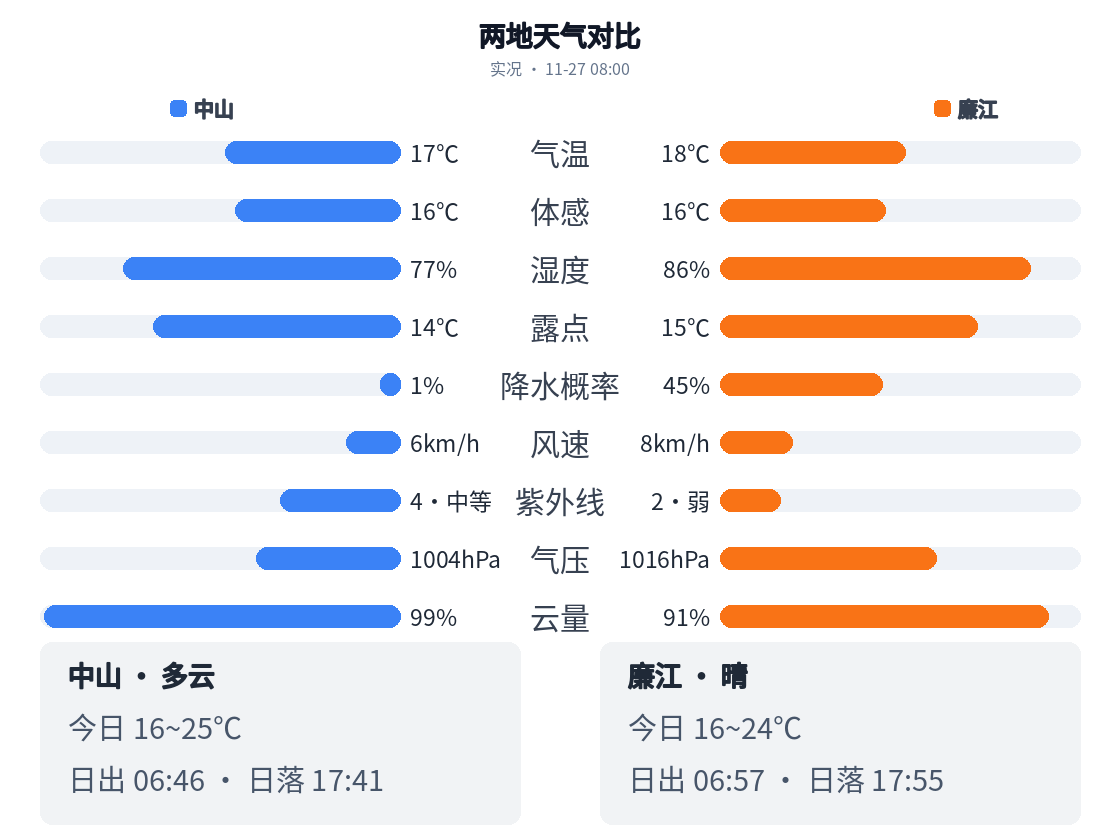 两地天气对比
实况 · 11-27 08:00
中山 廉江
17℃ 气温 18℃
16℃ 体感 16℃
77% 湿度 86%
14℃ 露点 15℃
1% 降水概率 45%
6km/h 风速 8km/h
4·中等 紫外线 2·弱
1004hPa 气压 1016hPa
99% 云量 91%
中山 · 多云
今日 16~25℃
日出 06:46 · 日落 17:41
廉江 · 晴
今日 16~24℃
日出 06:57 · 日落 17:55